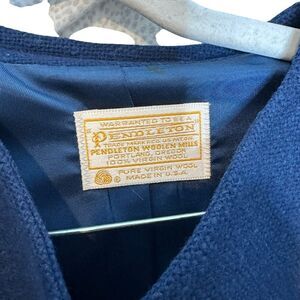 WARRANTED TO BE A
PENDLETON
TRADE MARK REG. U.S. PAT. OFF.
PENDLETON WOOLEN MILLS
PORTLAND, OREGON
100% VIRGIN WOOL
PURE VIRGIN WOOL
MADE IN U.S.A.